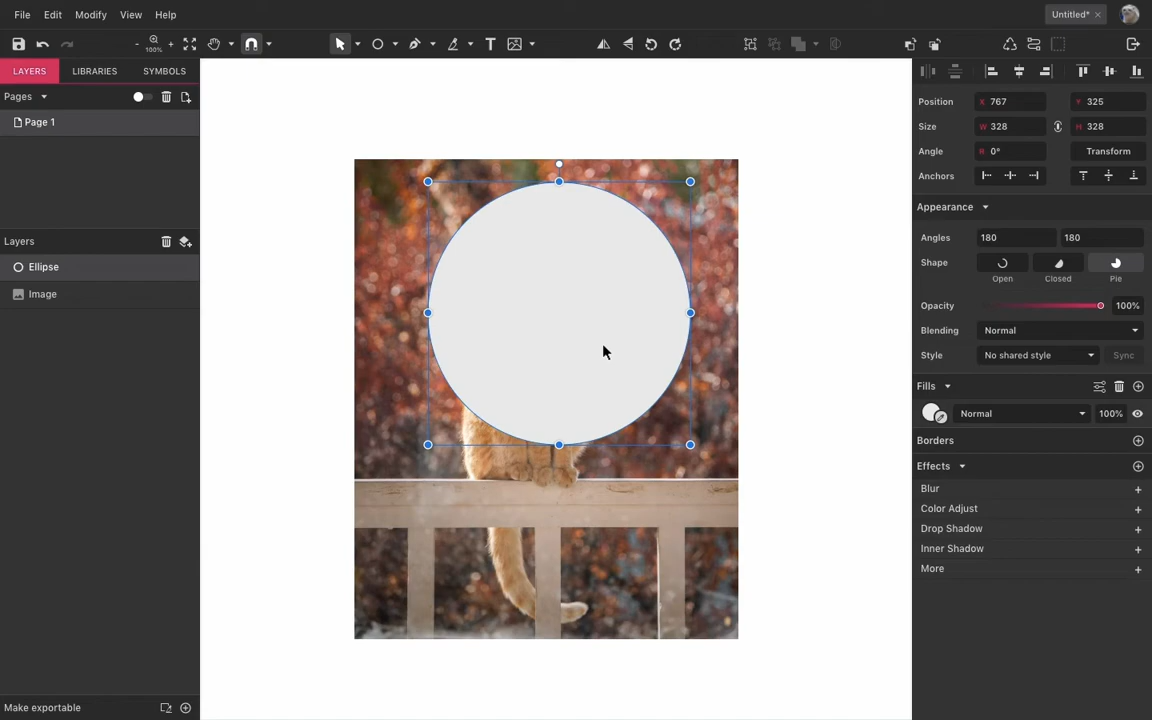 File Edit Modify View Help Untitled*
- 100% +
LAYERS LIBRARIES SYMBOLS
Pages
Page 1
Layers
Ellipse
Image
Make exportable
Position X 767 Y 325
Size W 328 H 328
Angle R 0° Transform
Anchors
Appearance
Angles 180 180
Shape
Open Closed Pie
Opacity 100%
Blending Normal
Style No shared style Sync
Fills
Normal 100%
Borders
Effects
Blur
Color Adjust
Drop Shadow
Inner Shadow
More